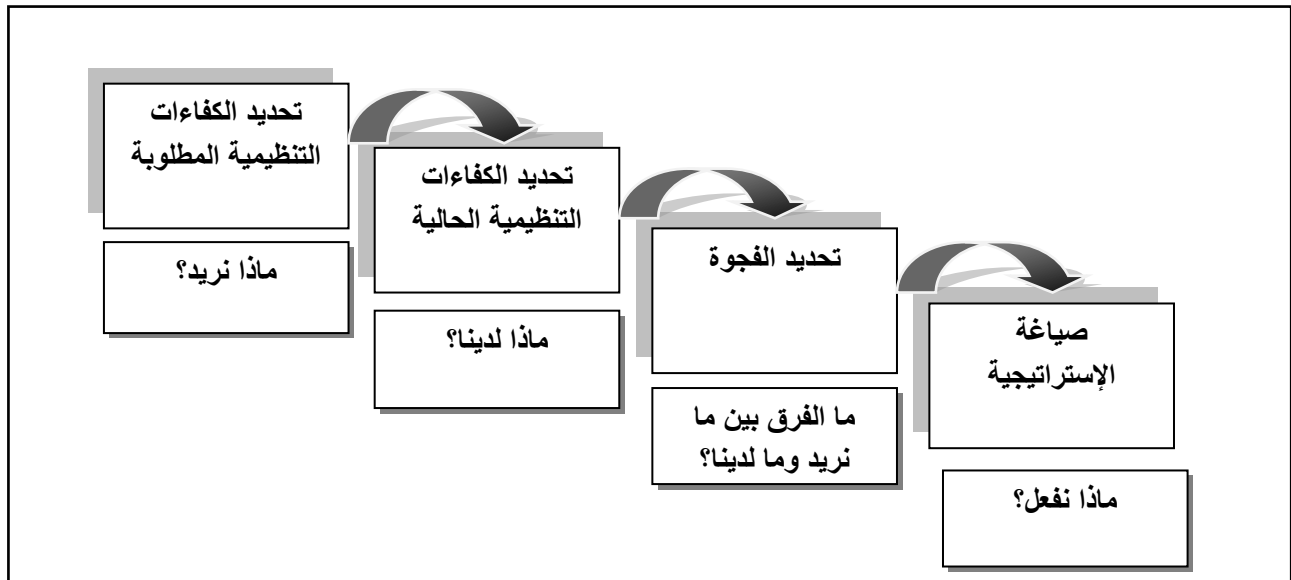 تحديد الكفاءات
التنظيمية المطلوبة
ماذا نريد؟
تحديد الكفاءات
التنظيمية الحالية
ماذا لدينا؟
تحديد الفجوة
ما الفرق بين ما
نريد وما لدينا؟
صياغة
الإستراتيجية
ماذا نفعل؟